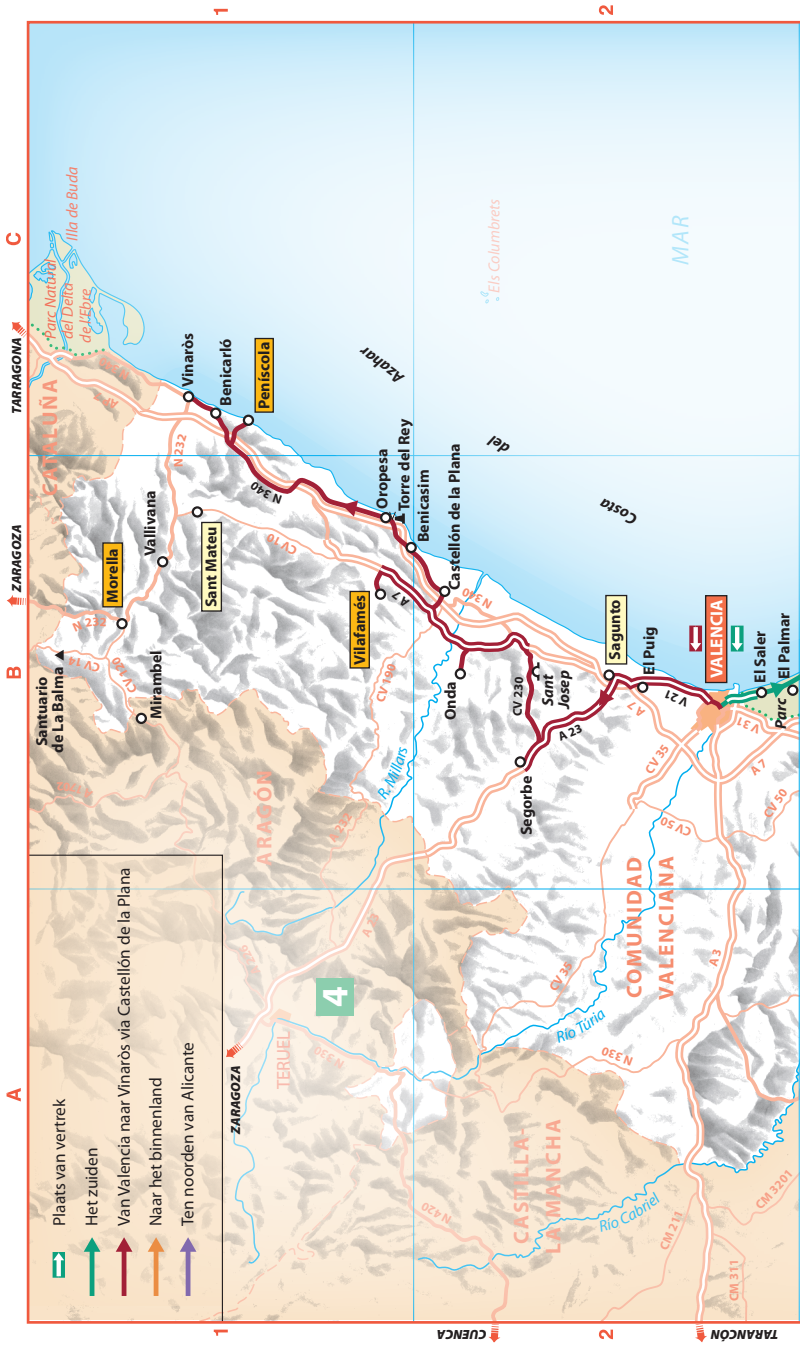 A
B
C
1
2
1
2
Plaats van vertrek
Het zuiden
Van Valencia naar Vinaròs via Castellón de la Plana
Naar het binnenland
Ten noorden van Alicante
ZARAGOZA
ZARAGOZA
TARRAGONA
CUENCA
TARANCÓN
4
TERUEL
ARAGÓN
CATALUÑA
CASTILLA-
LA MANCHA
COMUNIDAD
VALENCIANA
Santuario
de La Balma
Mirambel
Morella
Vallivana
Sant Mateu
Vinaròs
Benicarló
Peníscola
Parc Natural
del Delta
de l'Ebre
Illa de Buda
Oropesa
Torre del Rey
Benicasim
Castellón de la Plana
Vilafamés
Onda
Sant
Josep
Segorbe
Sagunto
El Puig
VALENCIA
El Saler
El Palmar
Parc
Costa
del
Azahar
Els Columbrets
MAR
R. Millars
Río Túria
Río Cabriel
N 232
N 232
CV 14
CV 10
N 340
N 340
CV 190
A 7
A 7
A 7
CV 230
A 23
V 21
V 31
CV 35
CV 35
CV 50
CV 50
A 3
N 330
N 330
N 420
CM 211
CM 311
CM 3201